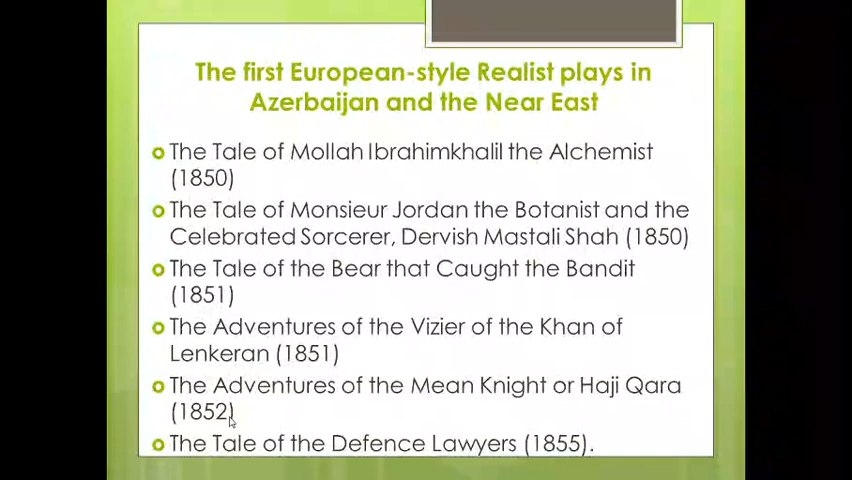 The first European-style Realist plays in
Azerbaijan and the Near East
The Tale of Mollah Ibrahimkhalil the Alchemist
(1850)
The Tale of Monsieur Jordan the Botanist and the
Celebrated Sorcerer, Dervish Mastali Shah (1850)
The Tale of the Bear that Caught the Bandit
(1851)
The Adventures of the Vizier of the Khan of
Lenkeran (1851)
The Adventures of the Mean Knight or Haji Qara
(1852)
The Tale of the Defence Lawyers (1855).